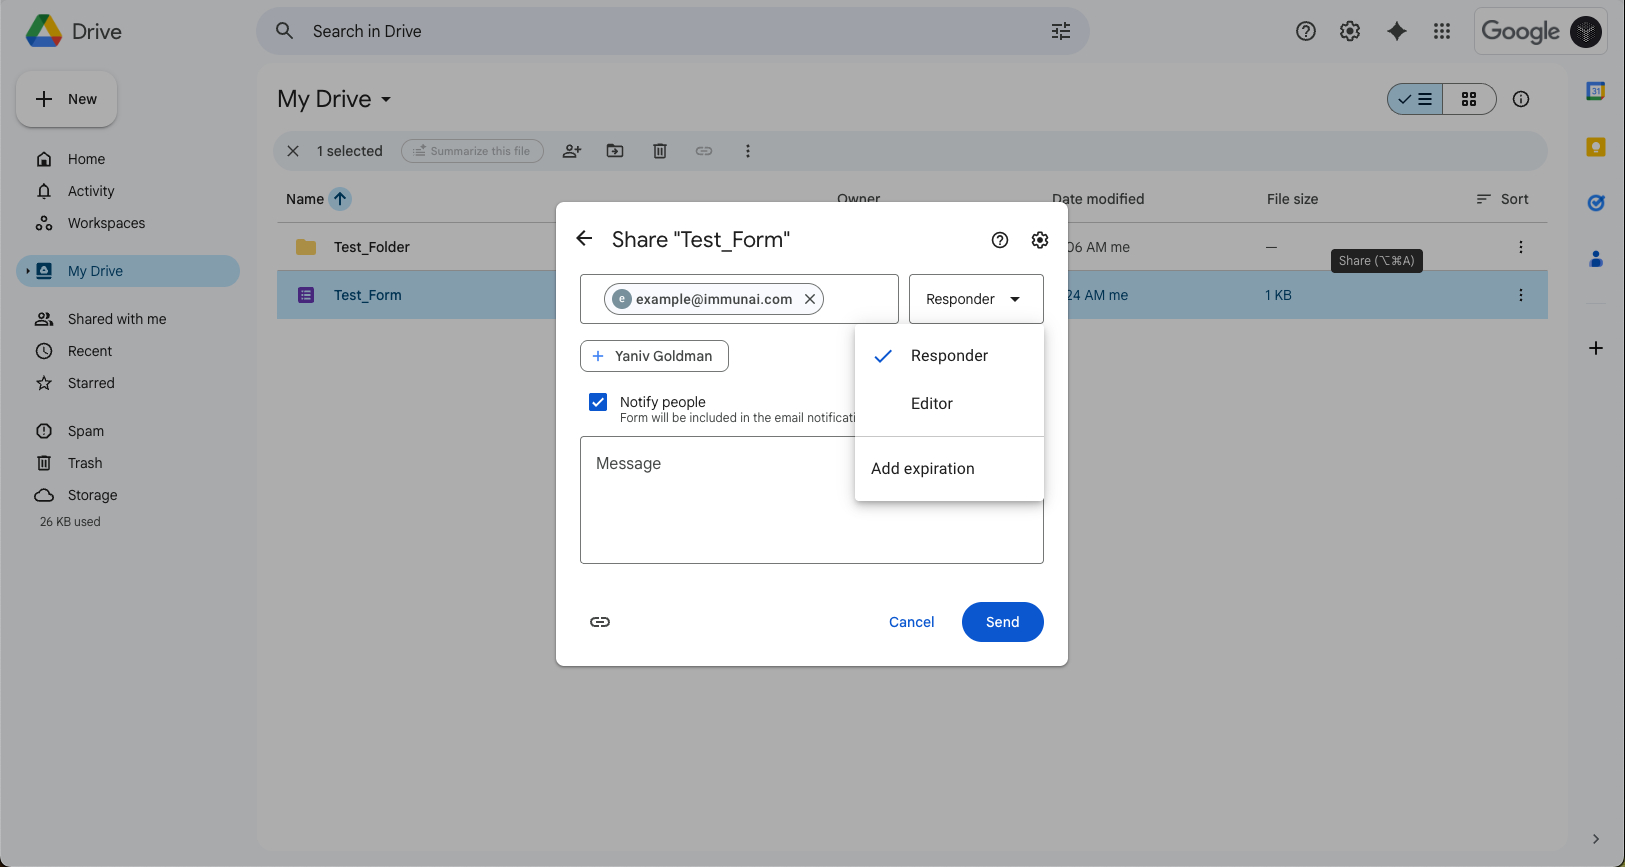 Drive
Search in Drive
Google
New
My Drive
31
1 selected
Summarize this file
Home
Activity
Workspaces
My Drive
Shared with me
Recent
Starred
Spam
Trash
Storage
26 KB used
Name
Owner
Date modified
File size
Sort
Test_Folder
06 AM me
—
Share (⌥⌘A)
Test_Form
24 AM me
1 KB
Share "Test_Form"
e
example@immunai.com
Responder
Yaniv Goldman
Responder
Editor
Add expiration
Notify people
Form will be included in the email notificati
Message
Cancel
Send